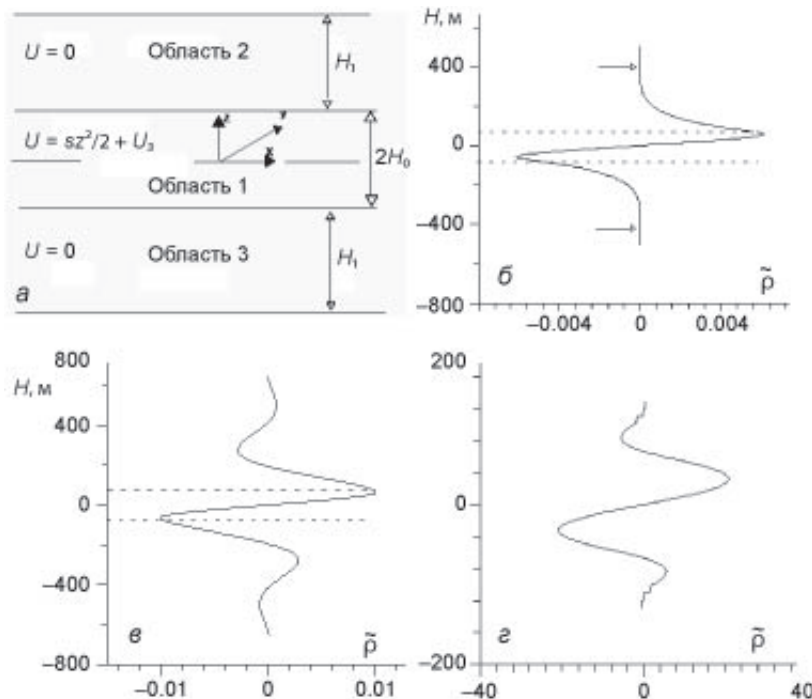 U = 0 Область 2
H₁
U = sz²/2 + U₃
z
y
x
2H₀
Область 1
U = 0 Область 3
H₁
а
H, м
400
0
−400
−800
б
ρ̃
−0.004 0 0.004
800
H, м
400
0
−400
−800
в
ρ̃
−0.01 0 0.01
200
100
0
−200
г
ρ̃
−40 0 40